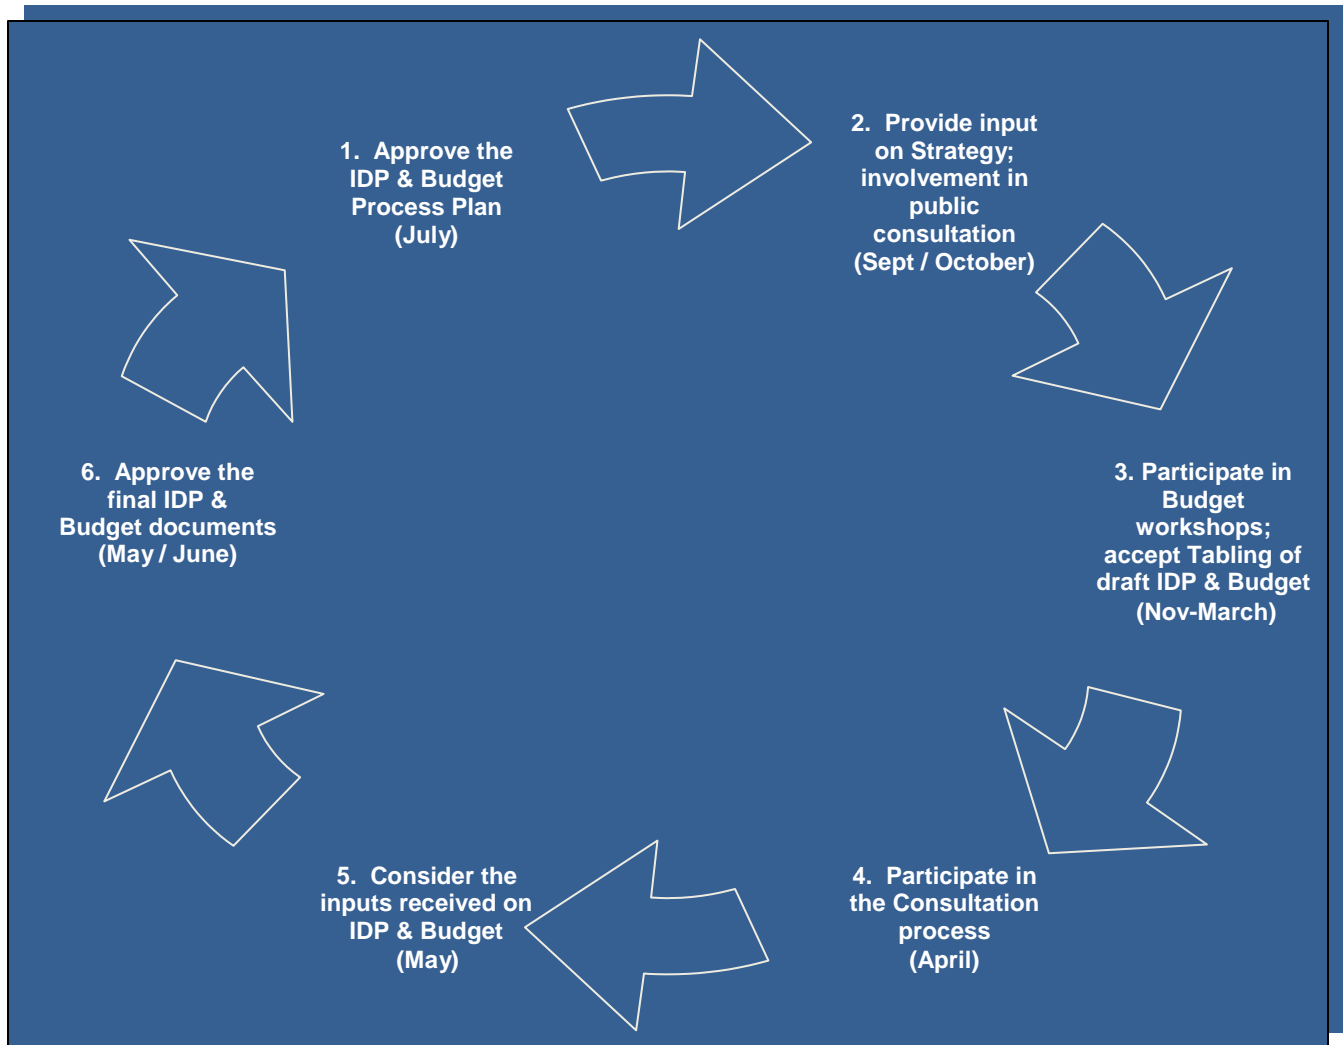 1. Approve the
IDP & Budget
Process Plan
(July)
2. Provide input
on Strategy;
involvement in
public
consultation
(Sept / October)
3. Participate in
Budget
workshops;
accept Tabling of
draft IDP & Budget
(Nov-March)
4. Participate in
the Consultation
process
(April)
5. Consider the
inputs received on
IDP & Budget
(May)
6. Approve the
final IDP &
Budget documents
(May / June)